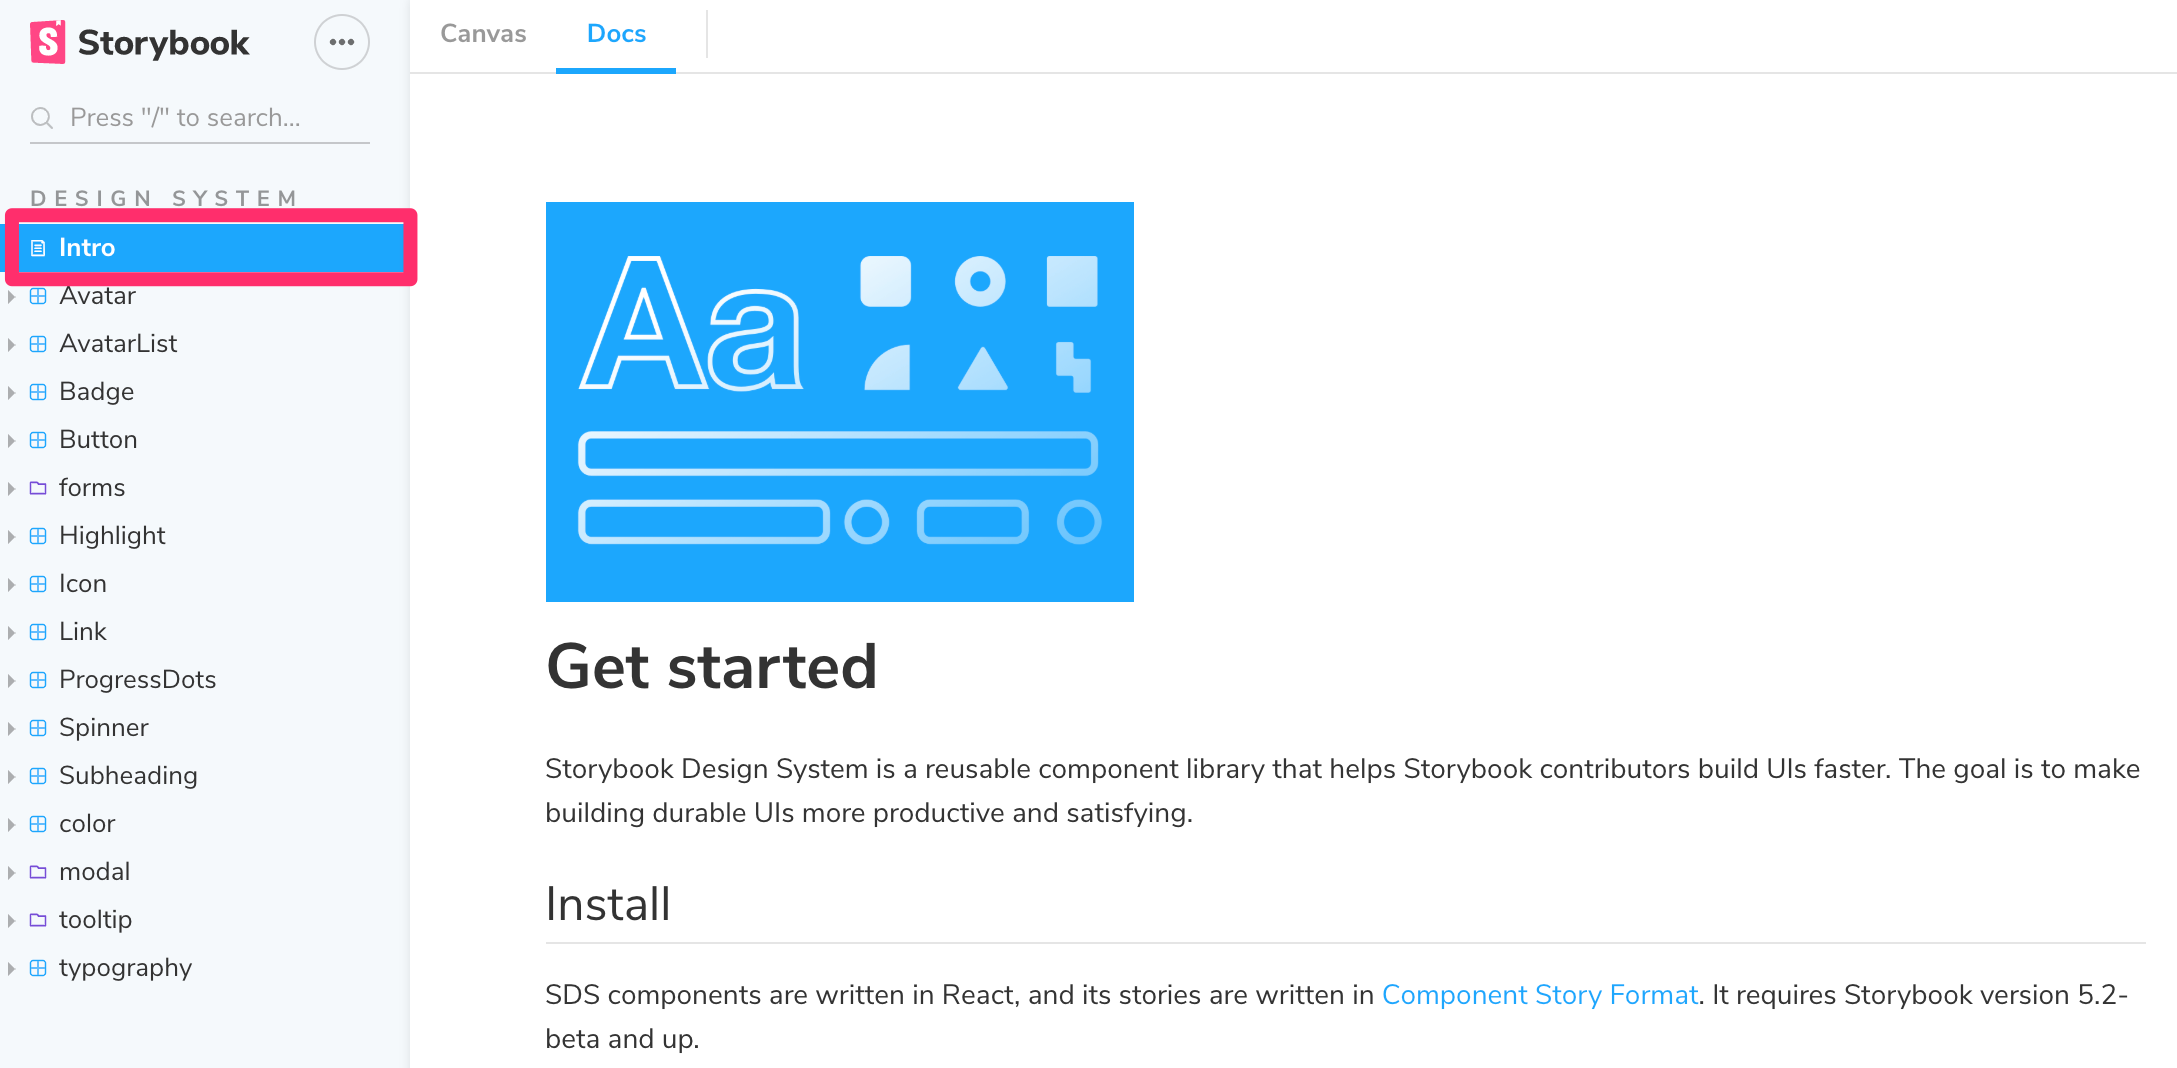 Storybook
Press "/" to search...
DESIGN SYSTEM
Intro
Avatar
AvatarList
Badge
Button
forms
Highlight
Icon
Link
ProgressDots
Spinner
Subheading
color
modal
tooltip
typography
Canvas
Docs
Aa
Get started
Storybook Design System is a reusable component library that helps Storybook contributors build UIs faster. The goal is to make
building durable UIs more productive and satisfying.
Install
SDS components are written in React, and its stories are written in Component Story Format. It requires Storybook version 5.2-
beta and up.